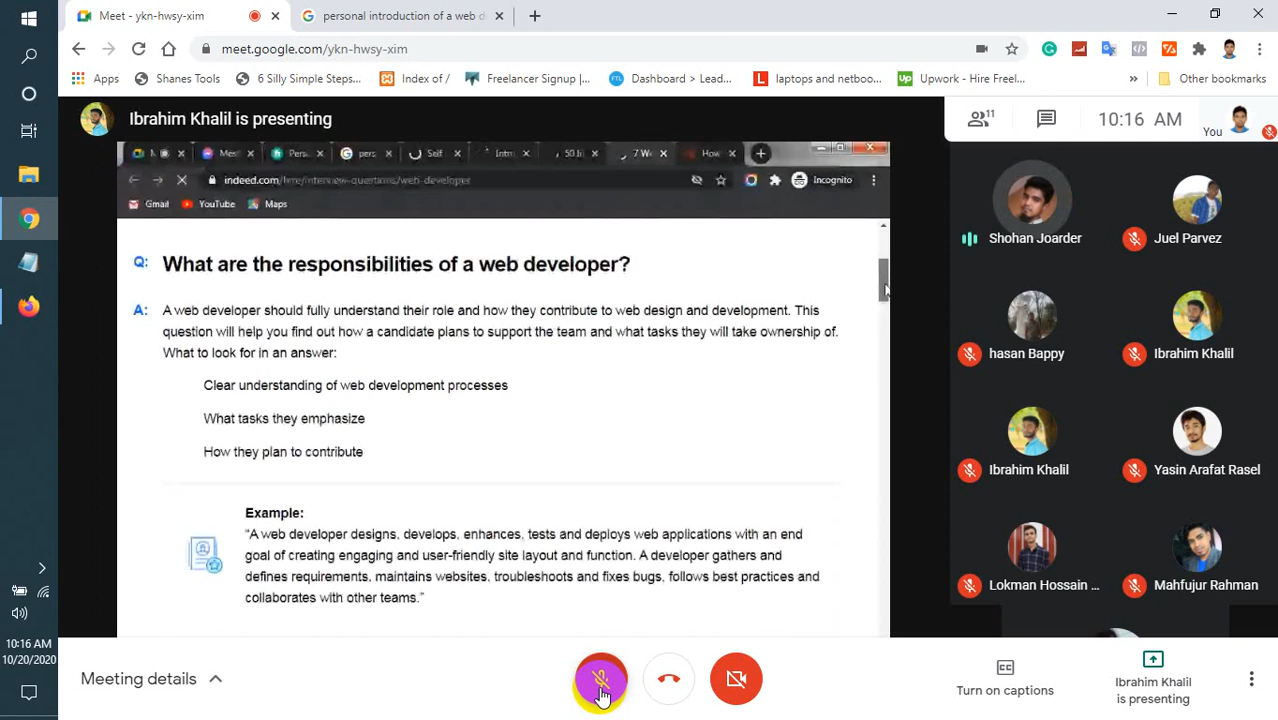 Meet - ykn-hwsy-xim
personal introduction of a web d
meet.google.com/ykn-hwsy-xim
Apps
Shanes Tools
6 Silly Simple Steps...
Index of /
Freelancer Signup |...
Dashboard > Lead...
laptops and netboo...
Upwork - Hire Freel...
Other bookmarks
Ibrahim Khalil is presenting
11
10:16 AM
You
indeed.com/hire/interview-questions/web-developer
Incognito
Gmail
YouTube
Maps
Q: What are the responsibilities of a web developer?
A: A web developer should fully understand their role and how they contribute to web design and development. This
question will help you find out how a candidate plans to support the team and what tasks they will take ownership of.
What to look for in an answer:
Clear understanding of web development processes
What tasks they emphasize
How they plan to contribute
Example:
"A web developer designs, develops, enhances, tests and deploys web applications with an end
goal of creating engaging and user-friendly site layout and function. A developer gathers and
defines requirements, maintains websites, troubleshoots and fixes bugs, follows best practices and
collaborates with other teams."
Shohan Joarder
Juel Parvez
hasan Bappy
Ibrahim Khalil
Ibrahim Khalil
Yasin Arafat Rasel
Lokman Hossain ...
Mahfujur Rahman
10:16 AM
10/20/2020
Meeting details
Turn on captions
Ibrahim Khalil
is presenting